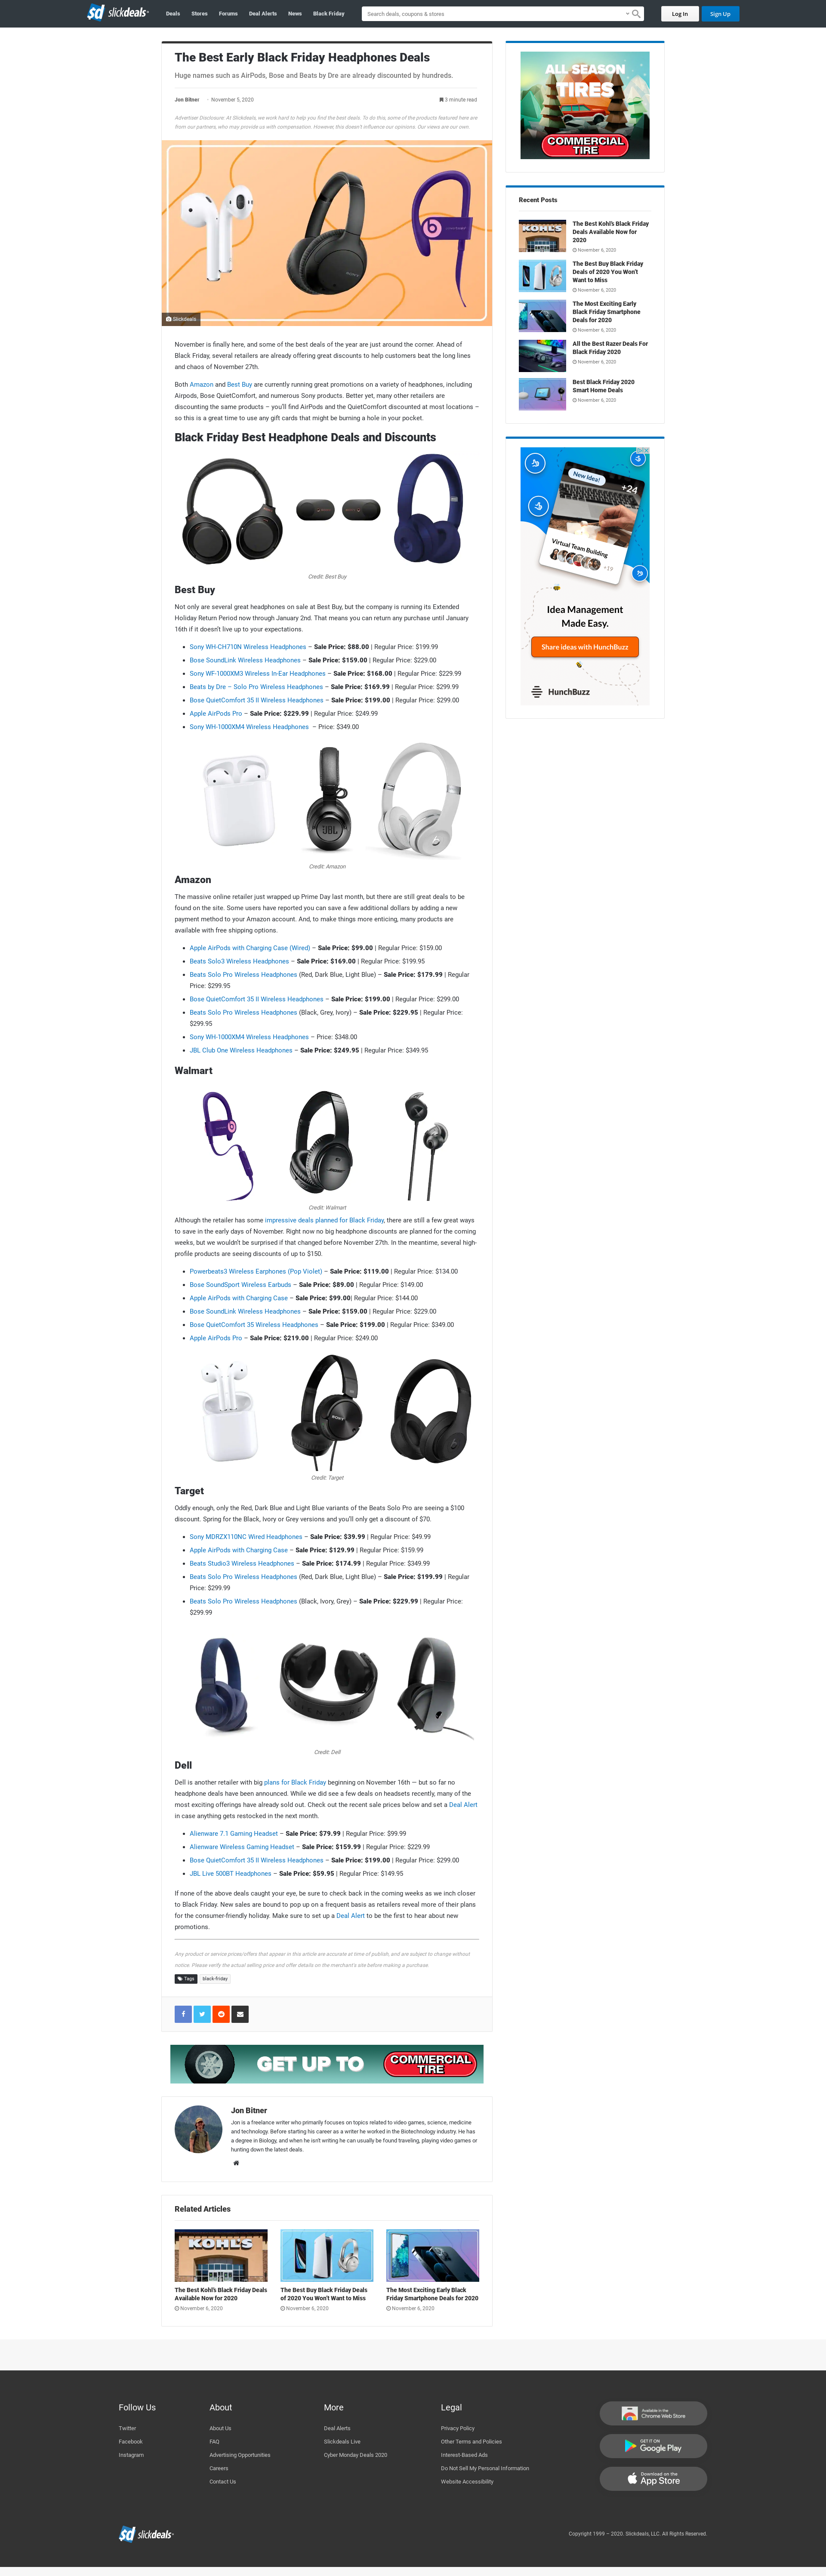 sd slickdeals
Deals
Stores
Forums
Deal Alerts
News
Black Friday
Search deals, coupons & stores
Log In
Sign Up
The Best Early Black Friday Headphones Deals
Huge names such as AirPods, Bose and Beats by Dre are already discounted by hundreds.
Jon Bitner
November 5, 2020
3 minute read
Advertiser Disclosure: At Slickdeals, we work hard to help you find the best deals. To do this, some of the products featured here are
from our partners, who may provide us with compensation. However, this doesn't influence our opinions. Our views are our own.
SONY
Slickdeals
November is finally here, and some of the best deals of the year are just around the corner. Ahead of
Black Friday, several retailers are already offering great discounts to help customers beat the long lines
and chaos of November 27th.
Both Amazon and Best Buy are currently running great promotions on a variety of headphones, including
Airpods, Bose QuietComfort, and numerous Sony products. Better yet, many other retailers are
discounting the same products – you'll find AirPods and the QuietComfort discounted at most locations –
so this is a great time to use any gift cards that might be burning a hole in your pocket.
Black Friday Best Headphone Deals and Discounts
Credit: Best Buy
Best Buy
Not only are several great headphones on sale at Best Buy, but the company is running its Extended
Holiday Return Period now through January 2nd. That means you can return any purchase until January
16th if it doesn't live up to your expectations.
Sony WH-CH710N Wireless Headphones – Sale Price: $88.00 | Regular Price: $199.99
Bose SoundLink Wireless Headphones – Sale Price: $159.00 | Regular Price: $229.00
Sony WF-1000XM3 Wireless In-Ear Headphones – Sale Price: $168.00 | Regular Price: $229.99
Beats by Dre – Solo Pro Wireless Headphones – Sale Price: $169.99 | Regular Price: $299.99
Bose QuietComfort 35 II Wireless Headphones – Sale Price: $199.00 | Regular Price: $299.00
Apple AirPods Pro – Sale Price: $229.99 | Regular Price: $249.99
Sony WH-1000XM4 Wireless Headphones – Price: $349.00
JBL
Credit: Amazon
Amazon
The massive online retailer just wrapped up Prime Day last month, but there are still great deals to be
found on the site. Some users have reported you can save a few additional dollars by adding a new
payment method to your Amazon account. And, to make things more enticing, many products are
available with free shipping options.
Apple AirPods with Charging Case (Wired) – Sale Price: $99.00 | Regular Price: $159.00
Beats Solo3 Wireless Headphones – Sale Price: $169.00 | Regular Price: $199.95
Beats Solo Pro Wireless Headphones (Red, Dark Blue, Light Blue) – Sale Price: $179.99 | Regular
Price: $299.95
Bose QuietComfort 35 II Wireless Headphones – Sale Price: $199.00 | Regular Price: $299.00
Beats Solo Pro Wireless Headphones (Black, Grey, Ivory) – Sale Price: $229.95 | Regular Price:
$299.95
Sony WH-1000XM4 Wireless Headphones – Price: $348.00
JBL Club One Wireless Headphones – Sale Price: $249.95 | Regular Price: $349.95
Walmart
BOSE
Credit: Walmart
Although the retailer has some impressive deals planned for Black Friday, there are still a few great ways
to save in the early days of November. Right now no big headphone discounts are planned for the coming
weeks, but we wouldn't be surprised if that changed before November 27th. In the meantime, several high-
profile products are seeing discounts of up to $150.
Powerbeats3 Wireless Earphones (Pop Violet) – Sale Price: $119.00 | Regular Price: $134.00
Bose SoundSport Wireless Earbuds – Sale Price: $89.00 | Regular Price: $149.00
Apple AirPods with Charging Case – Sale Price: $99.00| Regular Price: $144.00
Bose SoundLink Wireless Headphones – Sale Price: $159.00 | Regular Price: $229.00
Bose QuietComfort 35 Wireless Headphones – Sale Price: $199.00 | Regular Price: $349.00
Apple AirPods Pro – Sale Price: $219.00 | Regular Price: $249.00
SONY
Credit: Target
Target
Oddly enough, only the Red, Dark Blue and Light Blue variants of the Beats Solo Pro are seeing a $100
discount. Spring for the Black, Ivory or Grey versions and you'll only get a discount of $70.
Sony MDRZX110NC Wired Headphones – Sale Price: $39.99 | Regular Price: $49.99
Apple AirPods with Charging Case – Sale Price: $129.99 | Regular Price: $159.99
Beats Studio3 Wireless Headphones – Sale Price: $174.99 | Regular Price: $349.99
Beats Solo Pro Wireless Headphones (Red, Dark Blue, Light Blue) – Sale Price: $199.99 | Regular
Price: $299.99
Beats Solo Pro Wireless Headphones (Black, Ivory, Grey) – Sale Price: $229.99 | Regular Price:
$299.99
Credit: Dell
Dell
Dell is another retailer with big plans for Black Friday beginning on November 16th — but so far no
headphone deals have been announced. While we did see a few deals on headsets recently, many of the
most exciting offerings have already sold out. Check out the recent sale prices below and set a Deal Alert
in case anything gets restocked in the next month.
Alienware 7.1 Gaming Headset – Sale Price: $79.99 | Regular Price: $99.99
Alienware Wireless Gaming Headset – Sale Price: $159.99 | Regular Price: $229.99
Bose QuietComfort 35 II Wireless Headphones – Sale Price: $199.00 | Regular Price: $299.00
JBL Live 500BT Headphones – Sale Price: $59.95 | Regular Price: $149.95
If none of the above deals caught your eye, be sure to check back in the coming weeks as we inch closer
to Black Friday. New sales are bound to pop up on a frequent basis as retailers reveal more of their plans
for the consumer-friendly holiday. Make sure to set up a Deal Alert to be the first to hear about new
promotions.
Any product or service prices/offers that appear in this article are accurate at time of publish, and are subject to change without
notice. Please verify the actual selling price and offer details on the merchant's site before making a purchase.
Tags
black-friday
GET UP TO
COMMERCIAL
TIRE
Jon Bitner
Jon is a freelance writer who primarily focuses on topics related to video games, science, medicine
and technology. Before starting his career as a writer he worked in the Biotechnology industry. He has
a degree in Biology, and when he isn't writing he can usually be found traveling, playing video games or
hunting down the latest deals.
Related Articles
KOHL'S
The Best Kohl's Black Friday Deals
Available Now for 2020
November 6, 2020
The Best Buy Black Friday Deals
of 2020 You Won't Want to Miss
November 6, 2020
The Most Exciting Early Black
Friday Smartphone Deals for 2020
November 6, 2020
ALL SEASON
TIRES
COMMERCIAL
TIRE
Recent Posts
KOHL'S
The Best Kohl's Black Friday
Deals Available Now for
2020
November 6, 2020
The Best Buy Black Friday
Deals of 2020 You Won't
Want to Miss
November 6, 2020
The Most Exciting Early
Black Friday Smartphone
Deals for 2020
November 6, 2020
All the Best Razer Deals For
Black Friday 2020
November 6, 2020
Best Black Friday 2020
Smart Home Deals
November 6, 2020
New Idea!
+24
Virtual Team Building
+19
Idea Management
Made Easy.
Share ideas with HunchBuzz
HunchBuzz
Follow Us
Twitter
Facebook
Instagram
About
About Us
FAQ
Advertising Opportunities
Careers
Contact Us
More
Deal Alerts
Slickdeals Live
Cyber Monday Deals 2020
Legal
Privacy Policy
Other Terms and Policies
Interest-Based Ads
Do Not Sell My Personal Information
Website Accessibility
Available in the
Chrome Web Store
GET IT ON
Google Play
Download on the
App Store
sd slickdeals
Copyright 1999 – 2020. Slickdeals, LLC. All Rights Reserved.